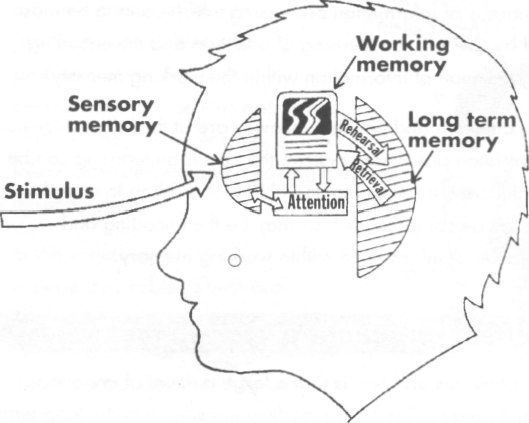 Working
memory
Sensory
memory
Long term
memory
Rehearsal
Retrieval
Stimulus
Attention